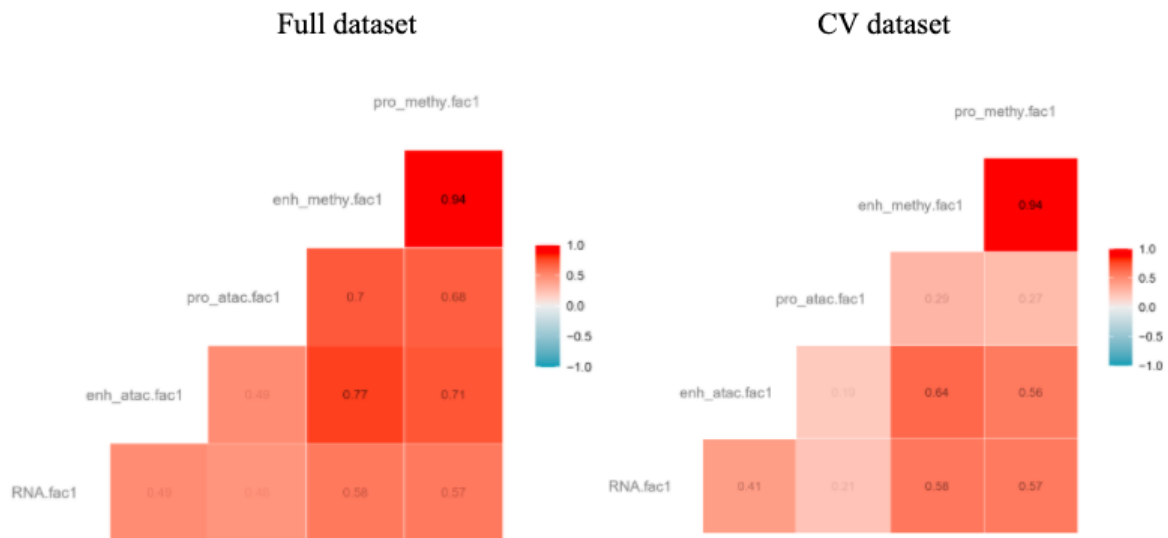 Full dataset
pro_methy.fac1
enh_methy.fac1
0.94
pro_atac.fac1
0.7
0.68
enh_atac.fac1
0.49
0.77
0.71
RNA.fac1
0.49
0.58
0.57
1.0
0.5
0.0
−0.5
−1.0
CV dataset
pro_methy.fac1
enh_methy.fac1
0.94
pro_atac.fac1
0.29
0.27
enh_atac.fac1
0.19
0.64
0.56
RNA.fac1
0.41
0.21
0.58
0.57
1.0
0.5
0.0
−0.5
−1.0